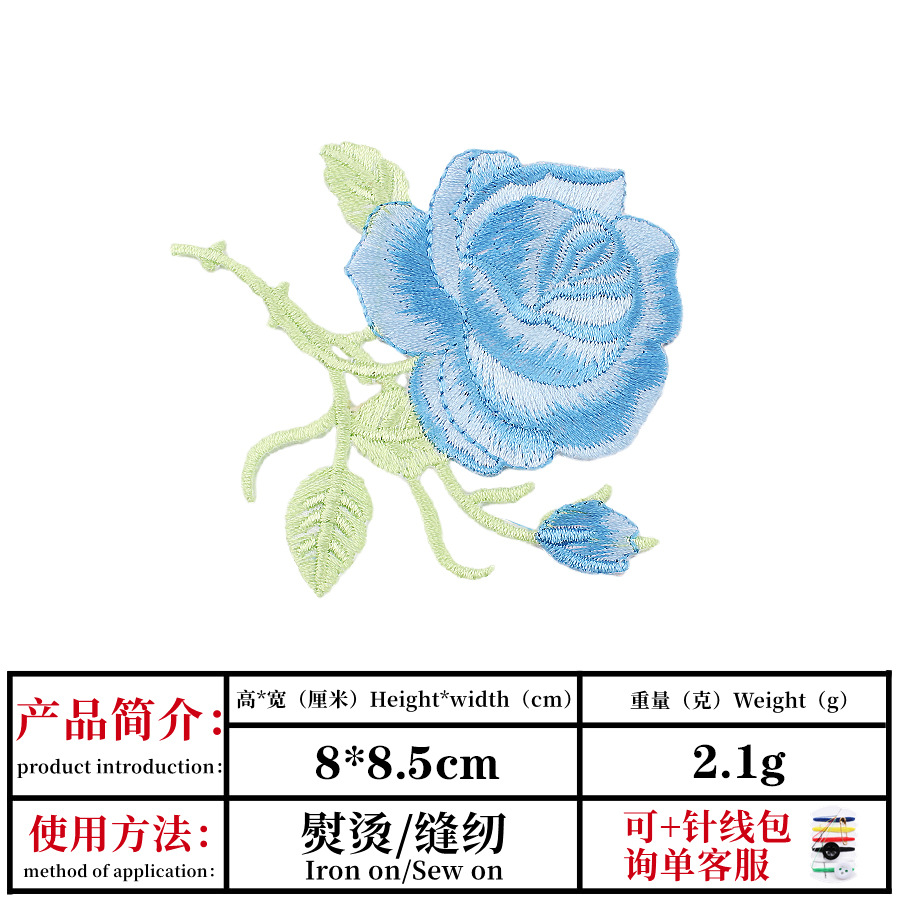 产品简介：
product introduction：
高*宽（厘米）Height*width（cm）
8*8.5cm
重量（克）Weight（g）
2.1g
使用方法：
method of application：
熨烫/缝纫
Iron on/Sew on
可+针线包
询单客服